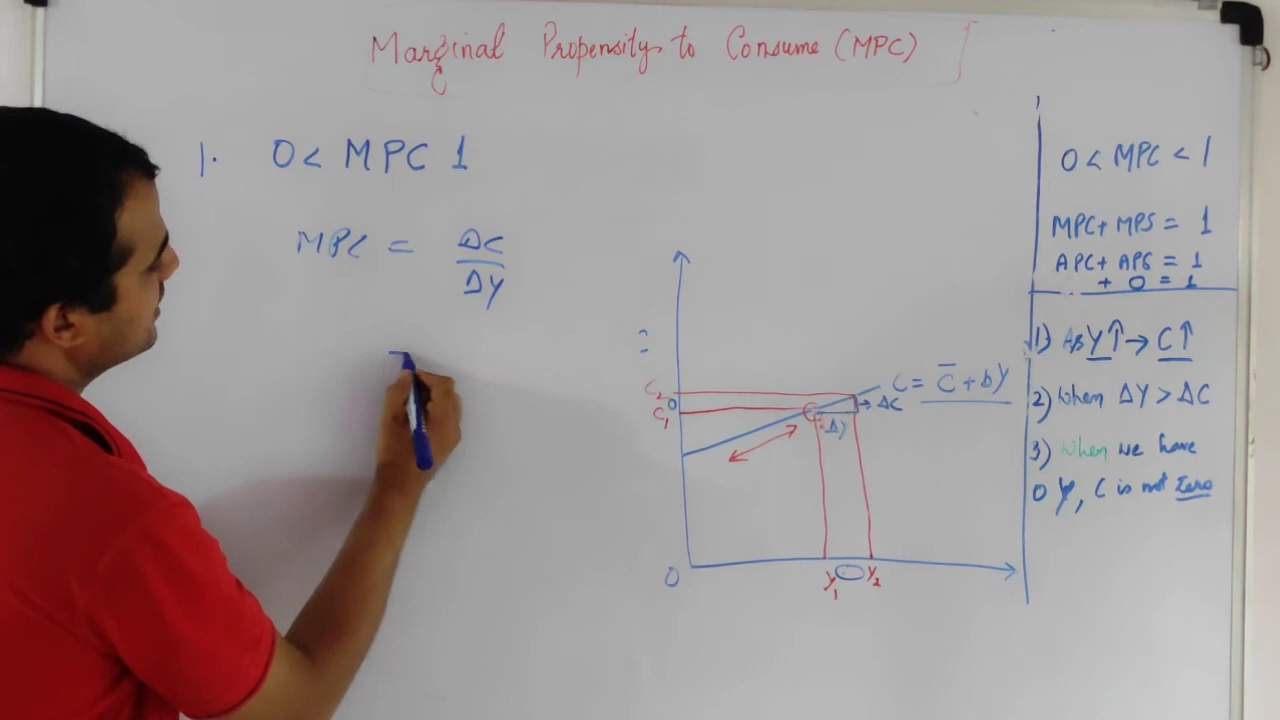 Marginal Propensity to Consume (MPC)
1. 0 < MPC 1
MPC = ΔC
ΔY
C2
C1
0
C = C̅ + bY
ΔC
Δy
Y1 Y2
0 < MPC < 1
MPC + MPS = 1
APC + APS = 1
+ 0 = 1
1) As Y↑ → C↑
2) When ΔY > ΔC
3) When we have
0 Y, C is not Zero